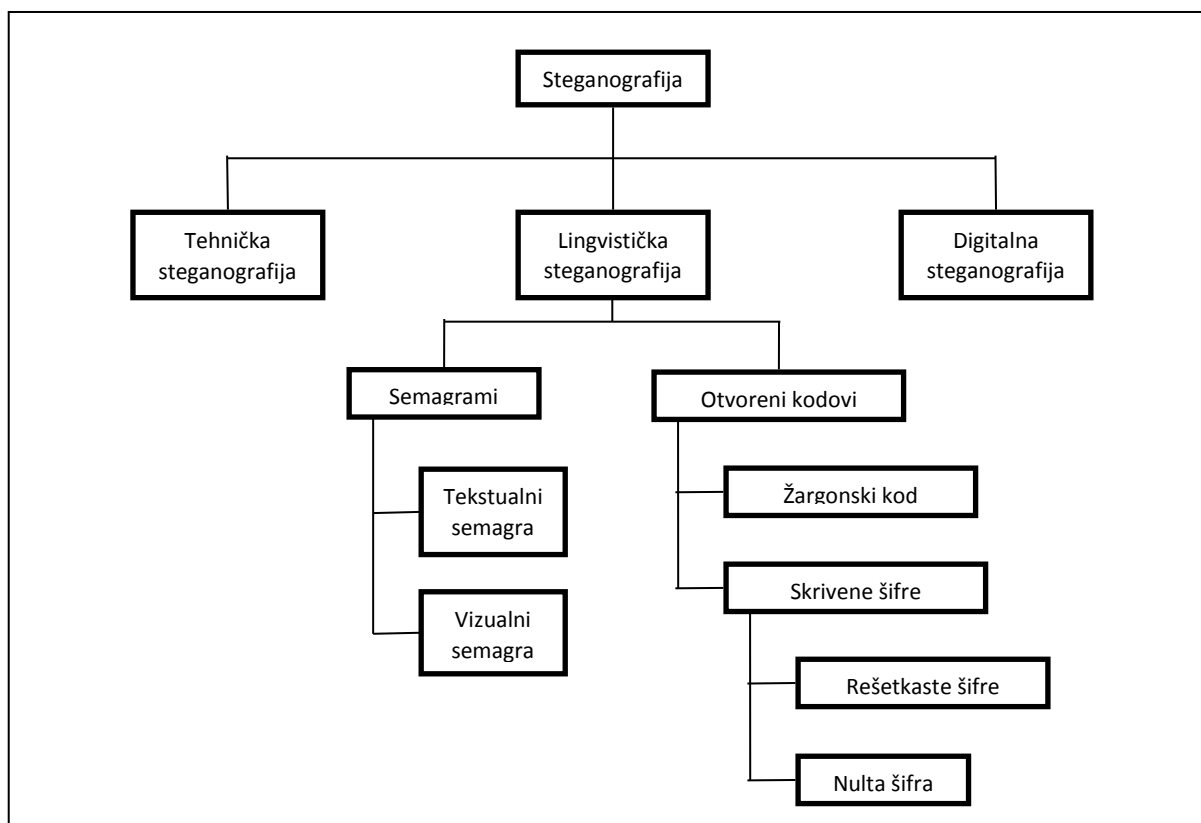 Steganografija
Tehnička
steganografija
Lingvistička
steganografija
Digitalna
steganografija
Semagrami
Otvoreni kodovi
Tekstualni
semagra
Žargonski kod
Skrivene šifre
Vizualni
semagra
Rešetkaste šifre
Nulta šifra